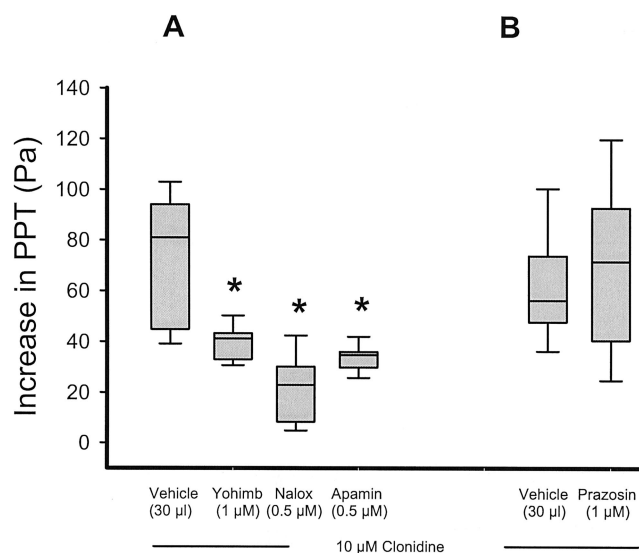 A B
Increase in PPT (Pa)
140
120
100
80
60
40
20
0
* * *
Vehicle Yohimb Nalox Apamin Vehicle Prazosin
(30 µl) (1 µM) (0.5 µM) (0.5 µM) (30 µl) (1 µM)
10 µM Clonidine